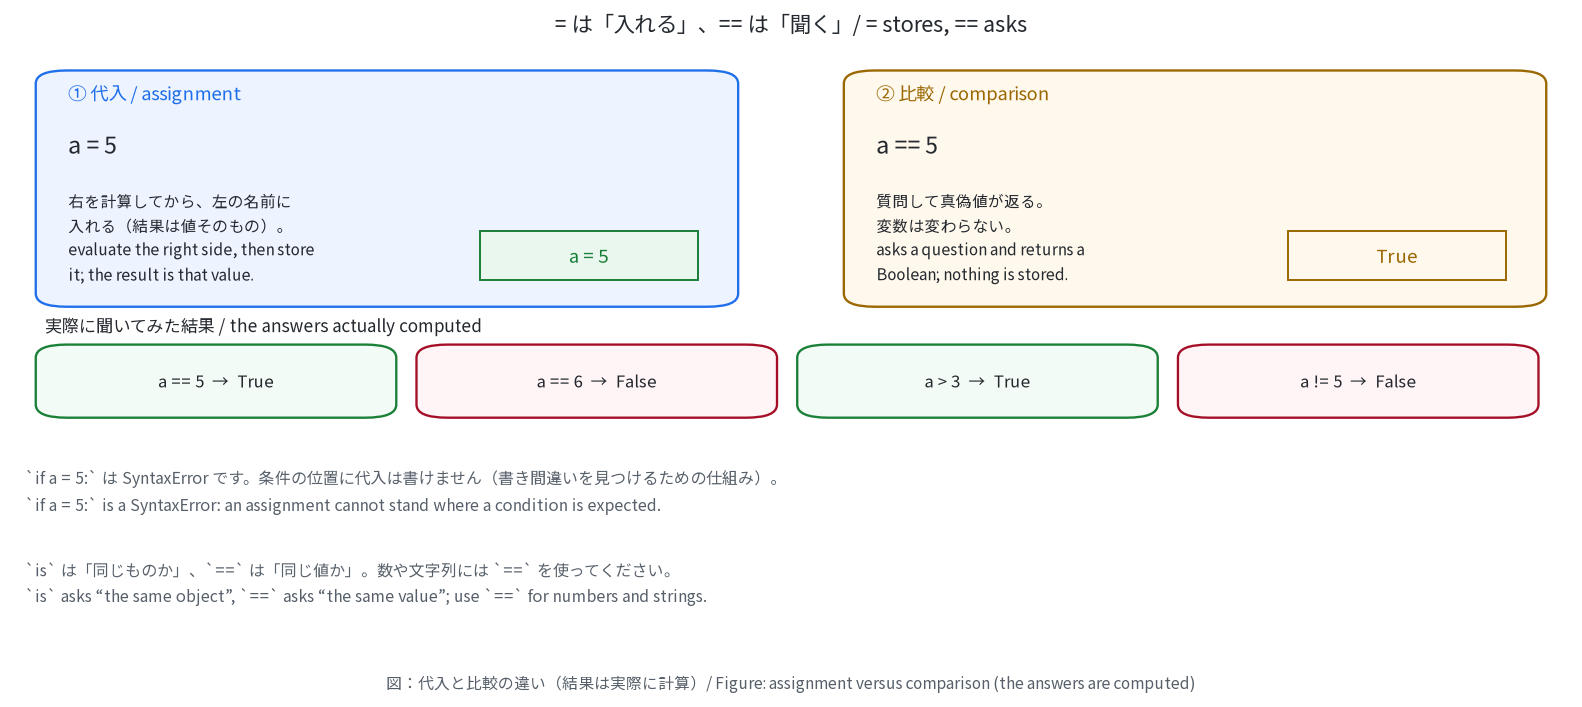 = は「入れる」、== は「聞く」/ = stores, == asks
① 代入 / assignment
a = 5
右を計算してから、左の名前に
入れる（結果は値そのもの）。
evaluate the right side, then store
it; the result is that value.
a = 5
② 比較 / comparison
a == 5
質問して真偽値が返る。
変数は変わらない。
asks a question and returns a
Boolean; nothing is stored.
True
実際に聞いてみた結果 / the answers actually computed
a == 5 → True
a == 6 → False
a > 3 → True
a != 5 → False
`if a = 5:` は SyntaxError です。条件の位置に代入は書けません（書き間違いを見つけるための仕組み）。
`if a = 5:` is a SyntaxError: an assignment cannot stand where a condition is expected.
`is` は「同じものか」、`==` は「同じ値か」。数や文字列には `==` を使ってください。
`is` asks “the same object”, `==` asks “the same value”; use `==` for numbers and strings.
図：代入と比較の違い（結果は実際に計算）/ Figure: assignment versus comparison (the answers are computed)